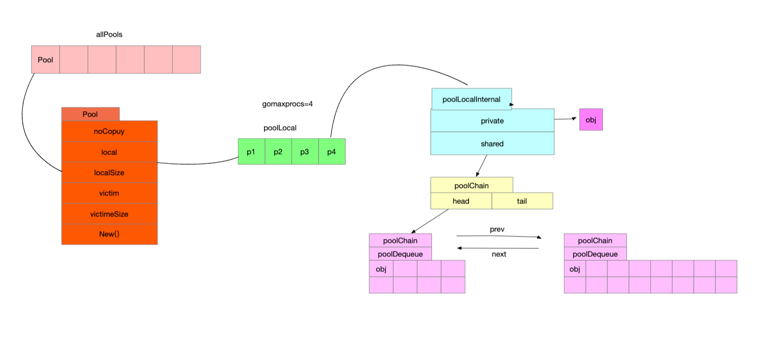 allPools
Pool
gomaxprocs=4
poolLocal
p1 p2 p3 p4
Pool
noCopuy
local
localSize
victim
victimeSize
New()
poolLocalInternal
private
shared
obj
poolChain
head tail
prev
next
poolChain
poolDequeue
obj
poolChain
poolDequeue
obj